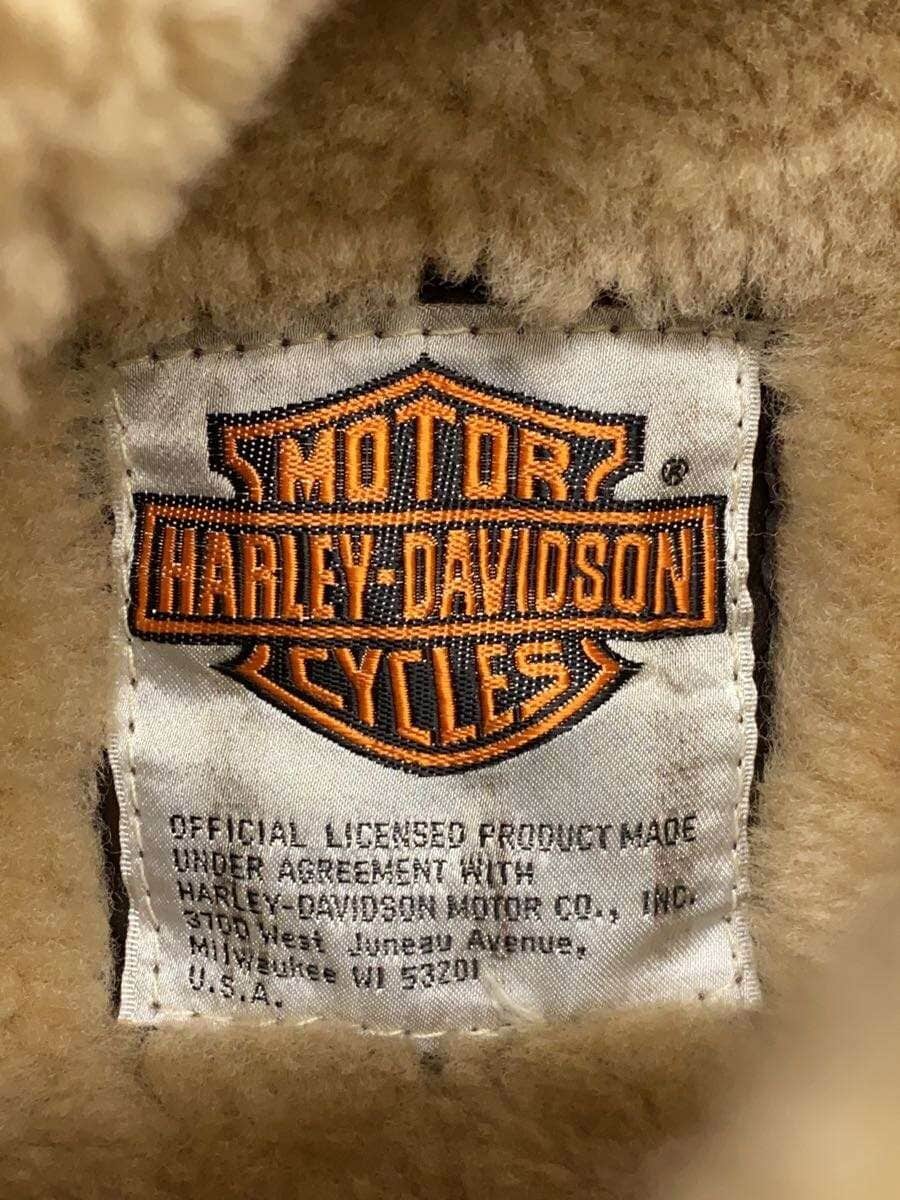 MOTOR
®
HARLEY-DAVIDSON
CYCLES
OFFICIAL LICENSED PRODUCT MADE
UNDER AGREEMENT WITH
HARLEY-DAVIDSON MOTOR CO., INC.
3700 West Juneau Avenue,
Milwaukee WI 53201
U.S.A.